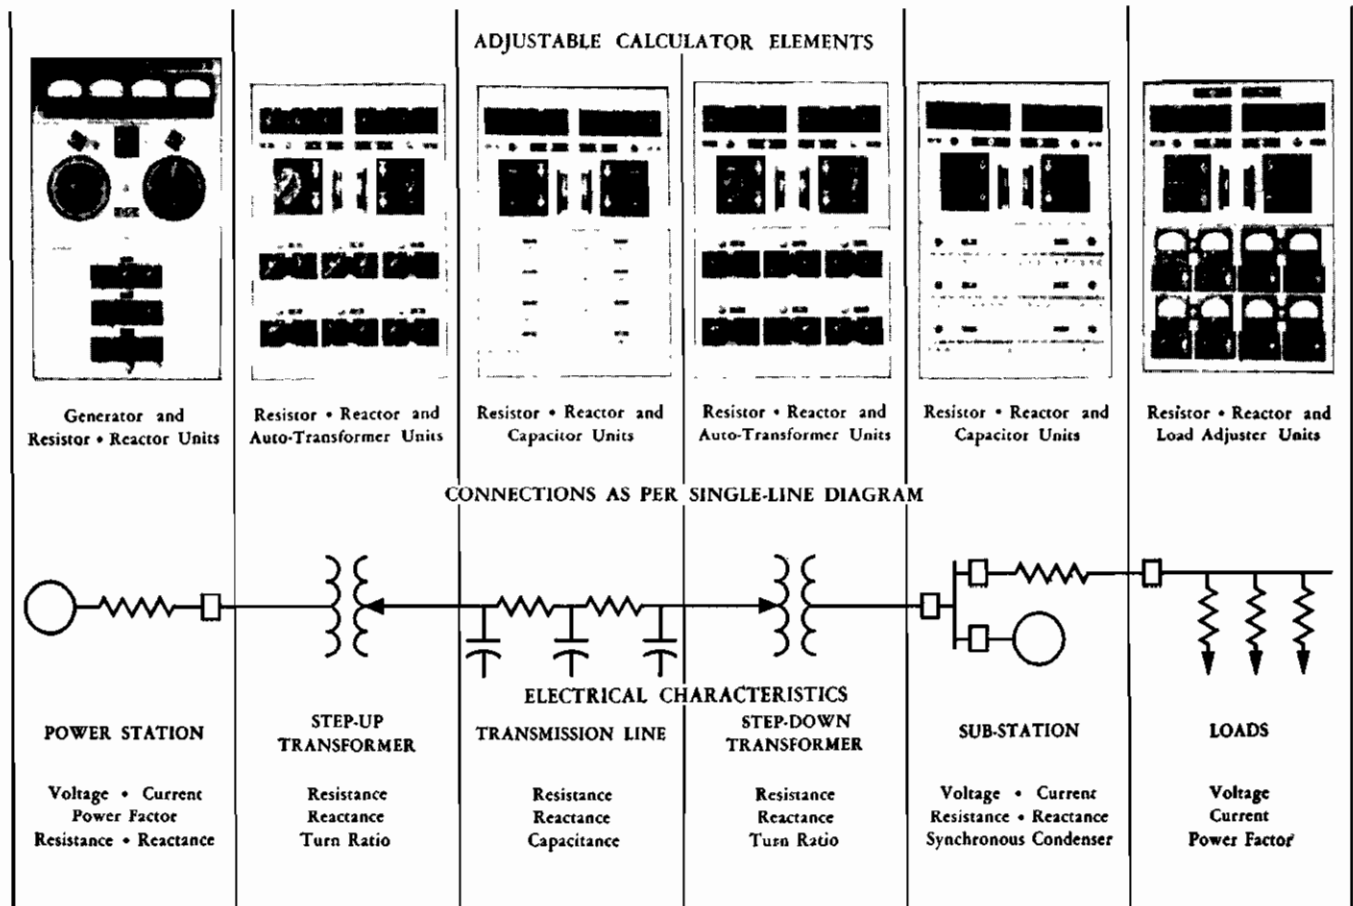 ADJUSTABLE CALCULATOR ELEMENTS
Generator and
Resistor • Reactor Units
Resistor • Reactor and
Auto-Transformer Units
Resistor • Reactor and
Capacitor Units
Resistor • Reactor and
Auto-Transformer Units
Resistor • Reactor and
Capacitor Units
Resistor • Reactor and
Load Adjuster Units
CONNECTIONS AS PER SINGLE-LINE DIAGRAM
ELECTRICAL CHARACTERISTICS
POWER STATION
STEP-UP
TRANSFORMER
TRANSMISSION LINE
STEP-DOWN
TRANSFORMER
SUB-STATION
LOADS
Voltage • Current
Power Factor
Resistance • Reactance
Resistance
Reactance
Turn Ratio
Resistance
Reactance
Capacitance
Resistance
Reactance
Turn Ratio
Voltage • Current
Resistance • Reactance
Synchronous Condenser
Voltage
Current
Power Factor